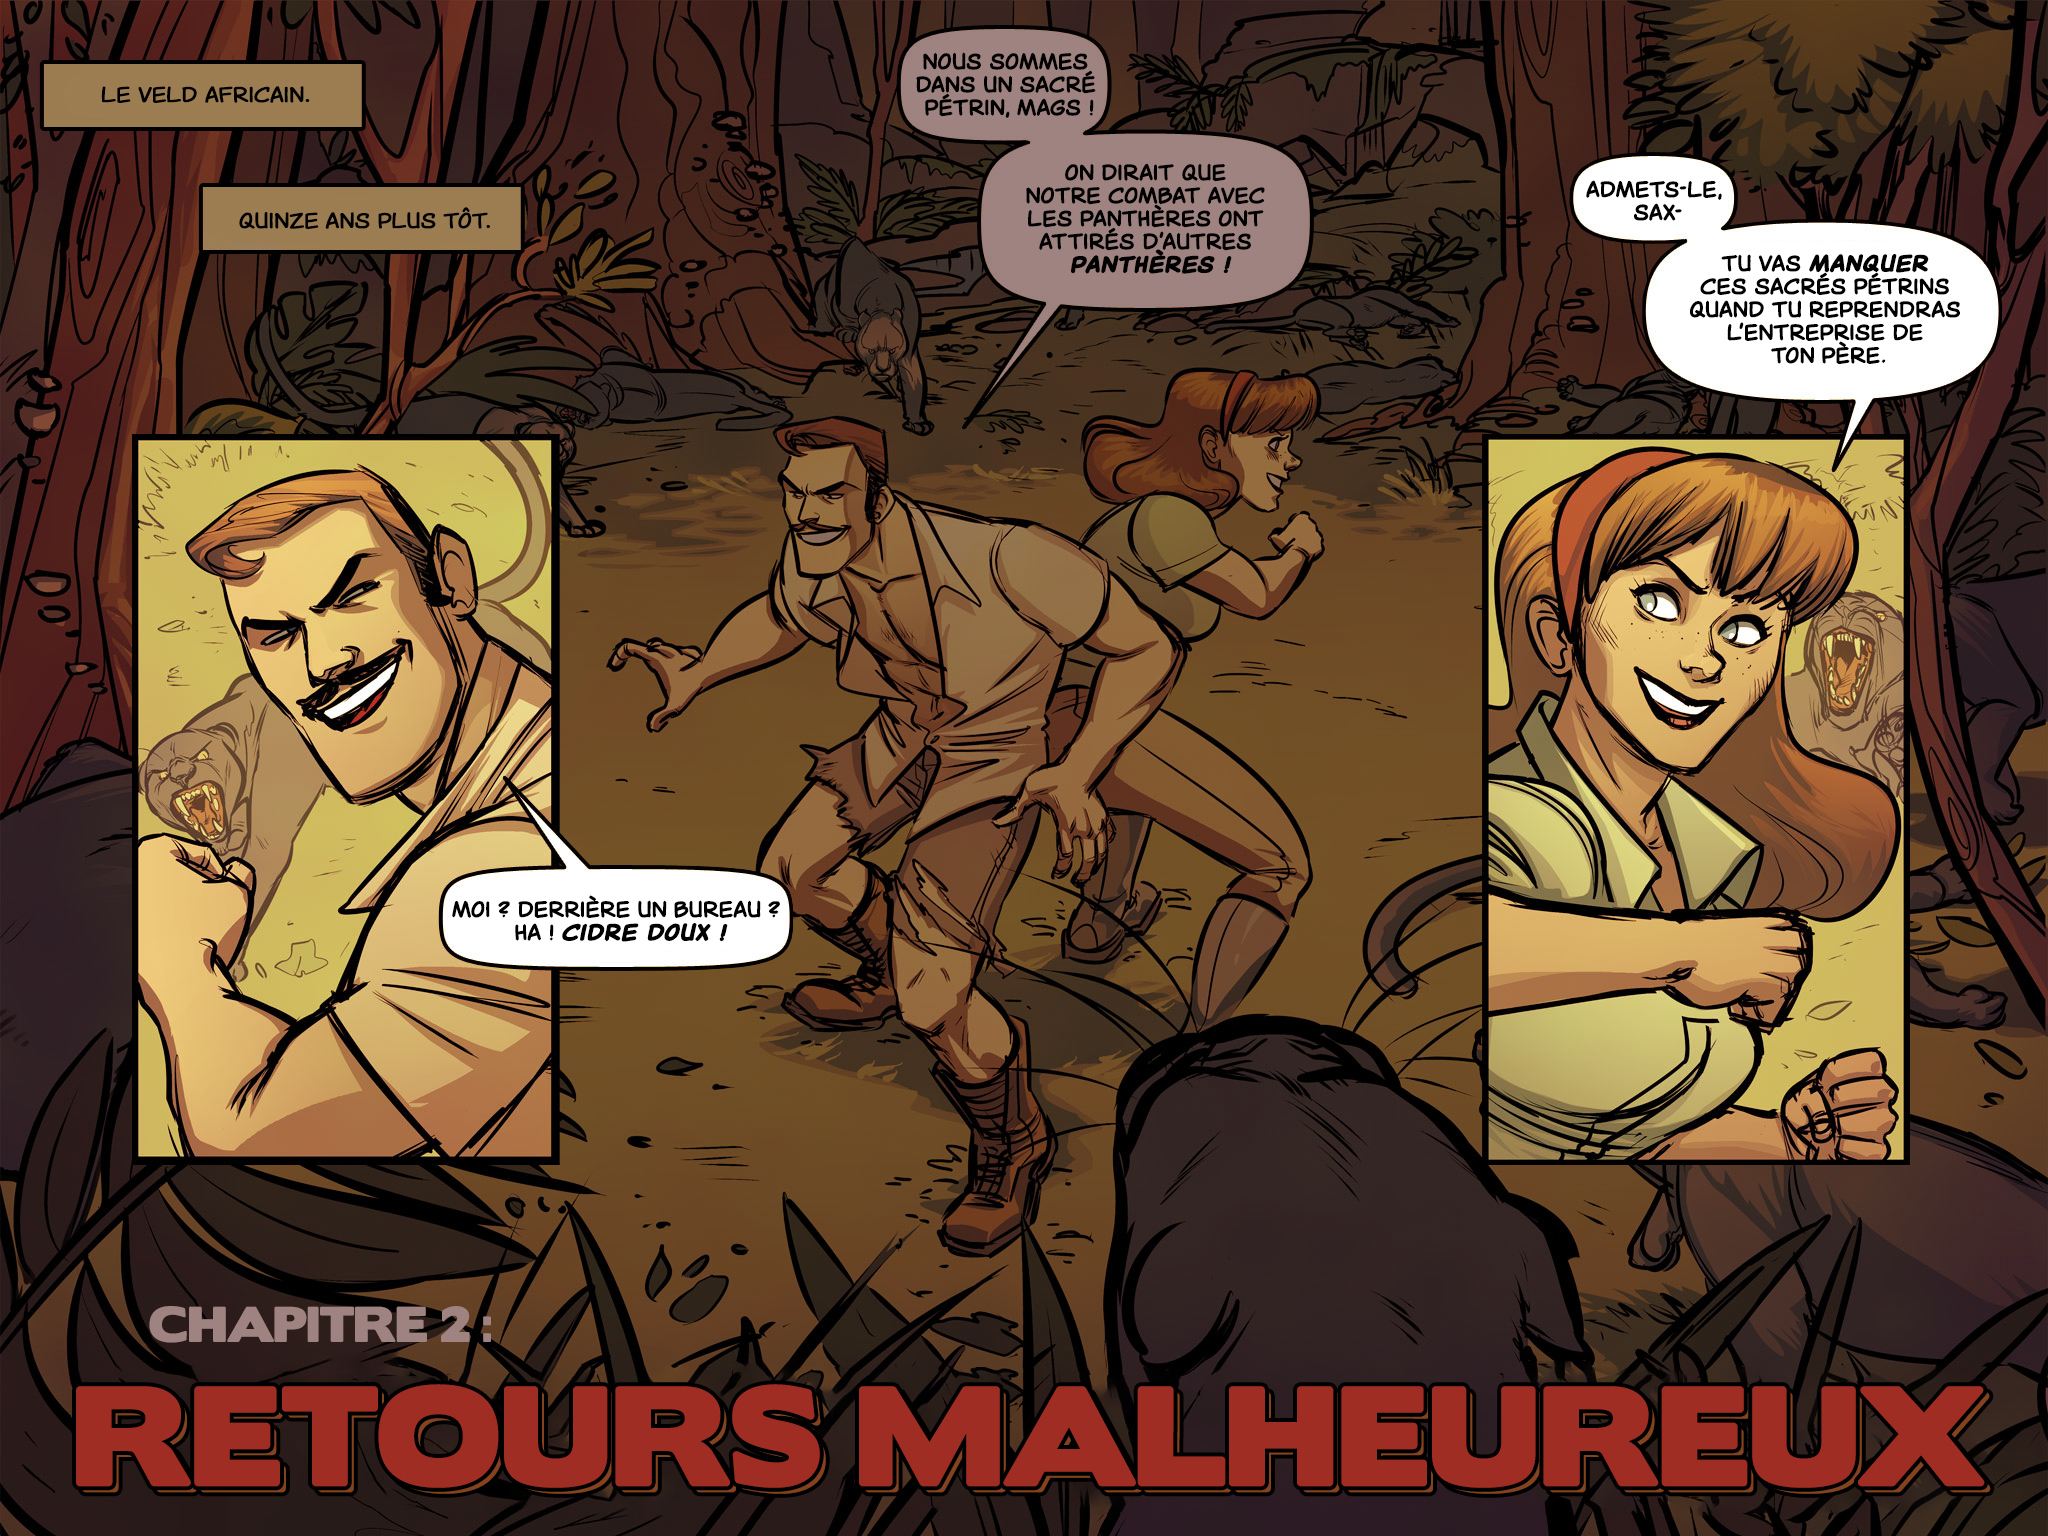 LE VELD AFRICAIN.
QUINZE ANS PLUS TÔT.
NOUS SOMMES
DANS UN SACRÉ
PÉTRIN, MAGS !
ON DIRAIT QUE
NOTRE COMBAT AVEC
LES PANTHÈRES ONT
ATTIRÉS D'AUTRES
PANTHÈRES !
ADMETS-LE,
SAX-
TU VAS MANQUER
CES SACRÉS PÉTRINS
QUAND TU REPRENDRAS
L'ENTREPRISE DE
TON PÈRE.
MOI ? DERRIÈRE UN BUREAU ?
HA ! CIDRE DOUX !
CHAPITRE 2 :
RETOURS MALHEUREUX